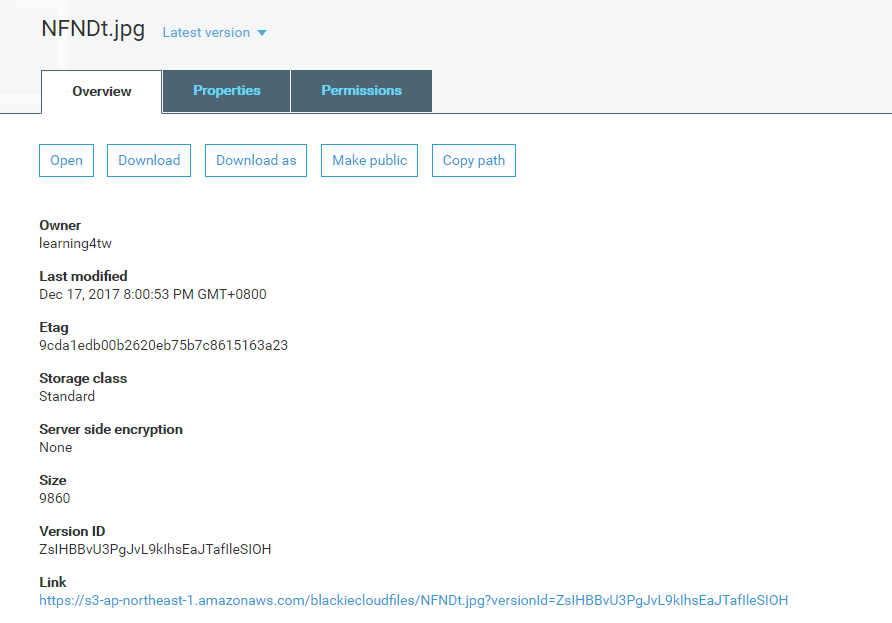 NFNDt.jpg Latest version
Overview Properties Permissions
Open Download Download as Make public Copy path
Owner
learning4tw
Last modified
Dec 17, 2017 8:00:53 PM GMT+0800
Etag
9cda1edb00b2620eb75b7c8615163a23
Storage class
Standard
Server side encryption
None
Size
9860
Version ID
ZsIHBBvU3PgJvL9kIhsEaJTafIleSIOH
Link
https://s3-ap-northeast-1.amazonaws.com/blackiecloudfiles/NFNDt.jpg?versionId=ZsIHBBvU3PgJvL9kIhsEaJTafIleSIOH